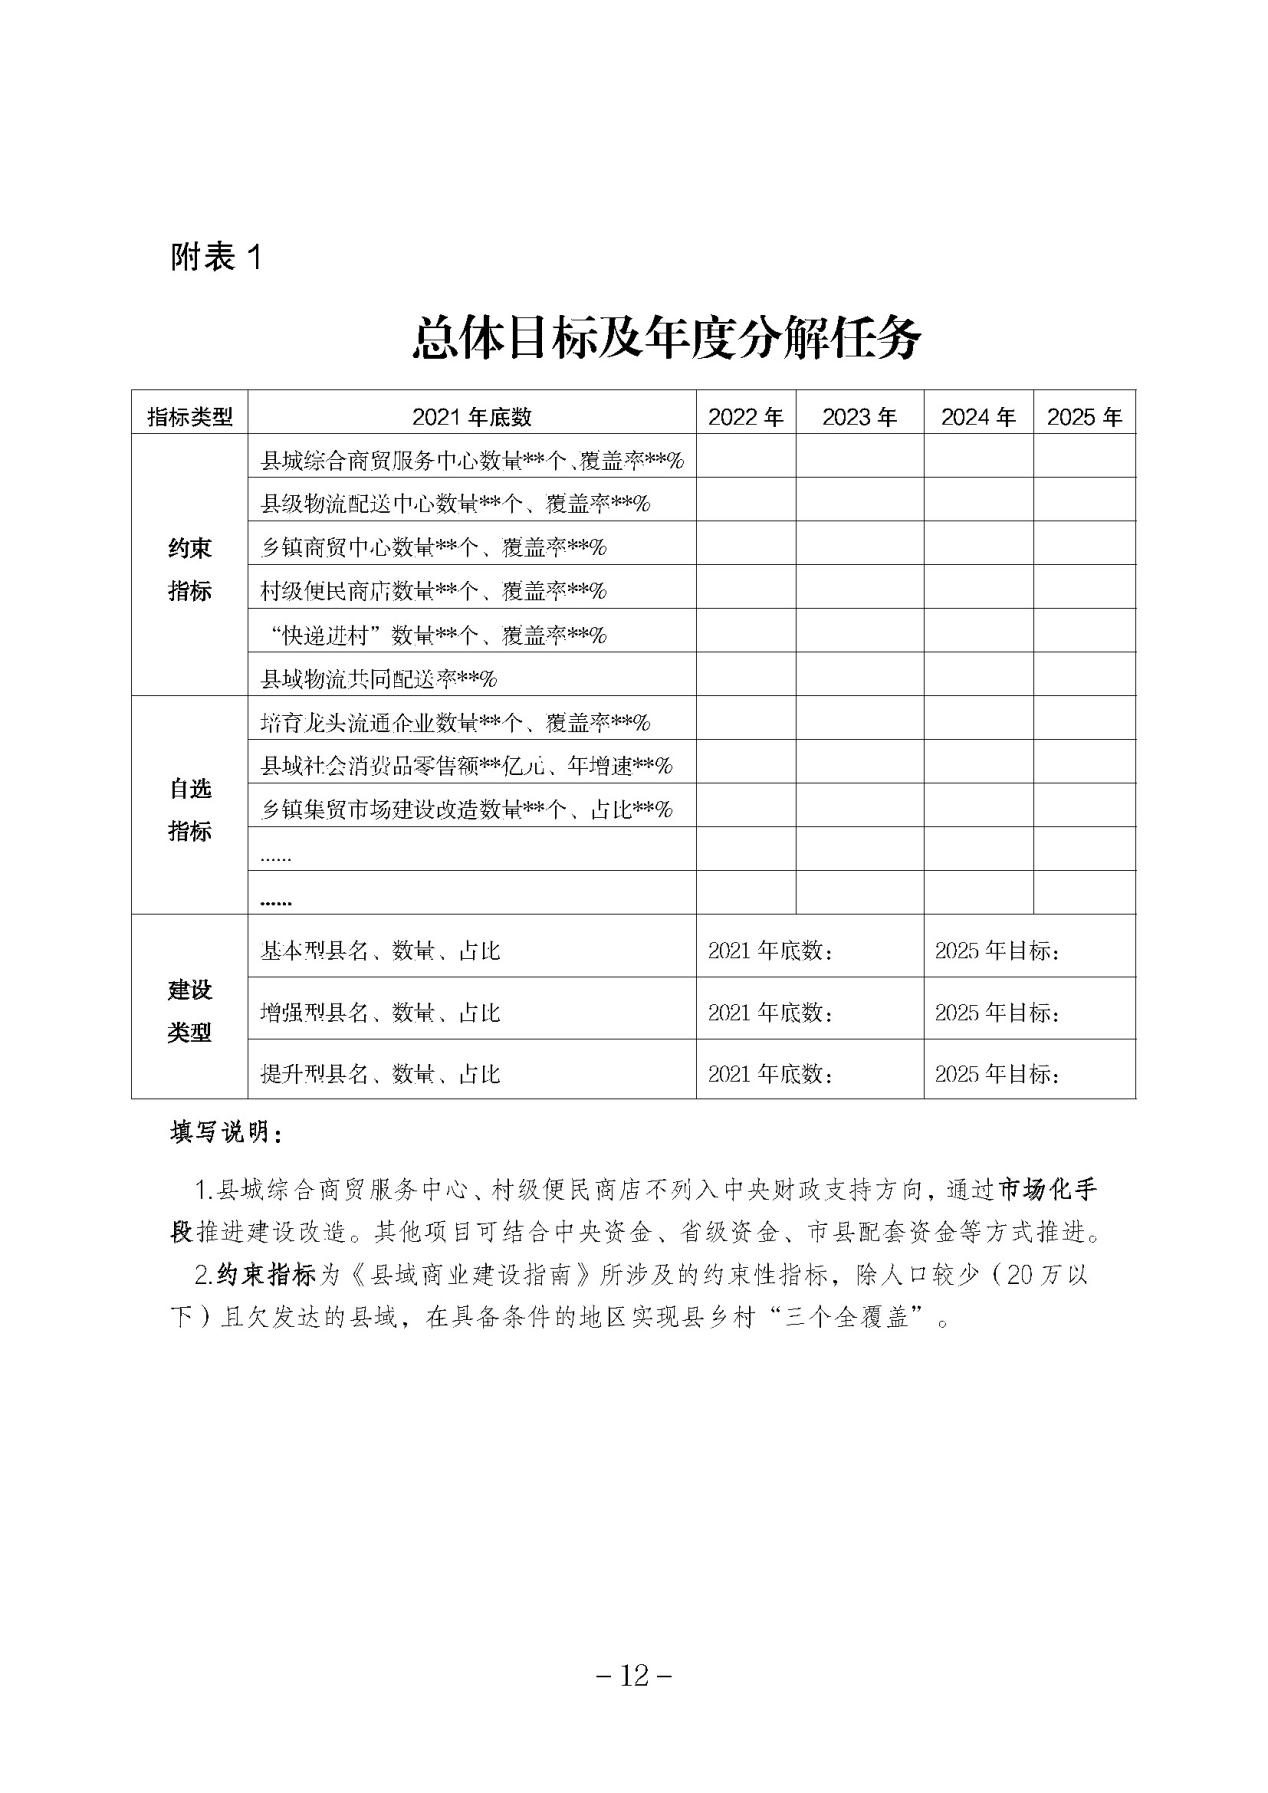 附表 1
总体目标及年度分解任务
指标类型 2021 年底数 2022 年 2023 年 2024 年 2025 年
约束
指标
县城综合商贸服务中心数量**个、覆盖率**%
县级物流配送中心数量**个、覆盖率**%
乡镇商贸中心数量**个、覆盖率**%
村级便民商店数量**个、覆盖率**%
“快递进村”数量**个、覆盖率**%
县域物流共同配送率**%
自选
指标
培育龙头流通企业数量**个、覆盖率**%
县域社会消费品零售额**亿元、年增速**%
乡镇集贸市场建设改造数量**个、占比**%
......
......
建设
类型
基本型县名、数量、占比 2021 年底数： 2025 年目标：
增强型县名、数量、占比 2021 年底数： 2025 年目标：
提升型县名、数量、占比 2021 年底数： 2025 年目标：
填写说明：
1.县城综合商贸服务中心、村级便民商店不列入中央财政支持方向，通过市场化手
段推进建设改造。其他项目可结合中央资金、省级资金、市县配套资金等方式推进。
2.约束指标为《县域商业建设指南》所涉及的约束性指标，除人口较少（20 万以
下）且欠发达的县域，在具备条件的地区实现县乡村“三个全覆盖”。
－12－